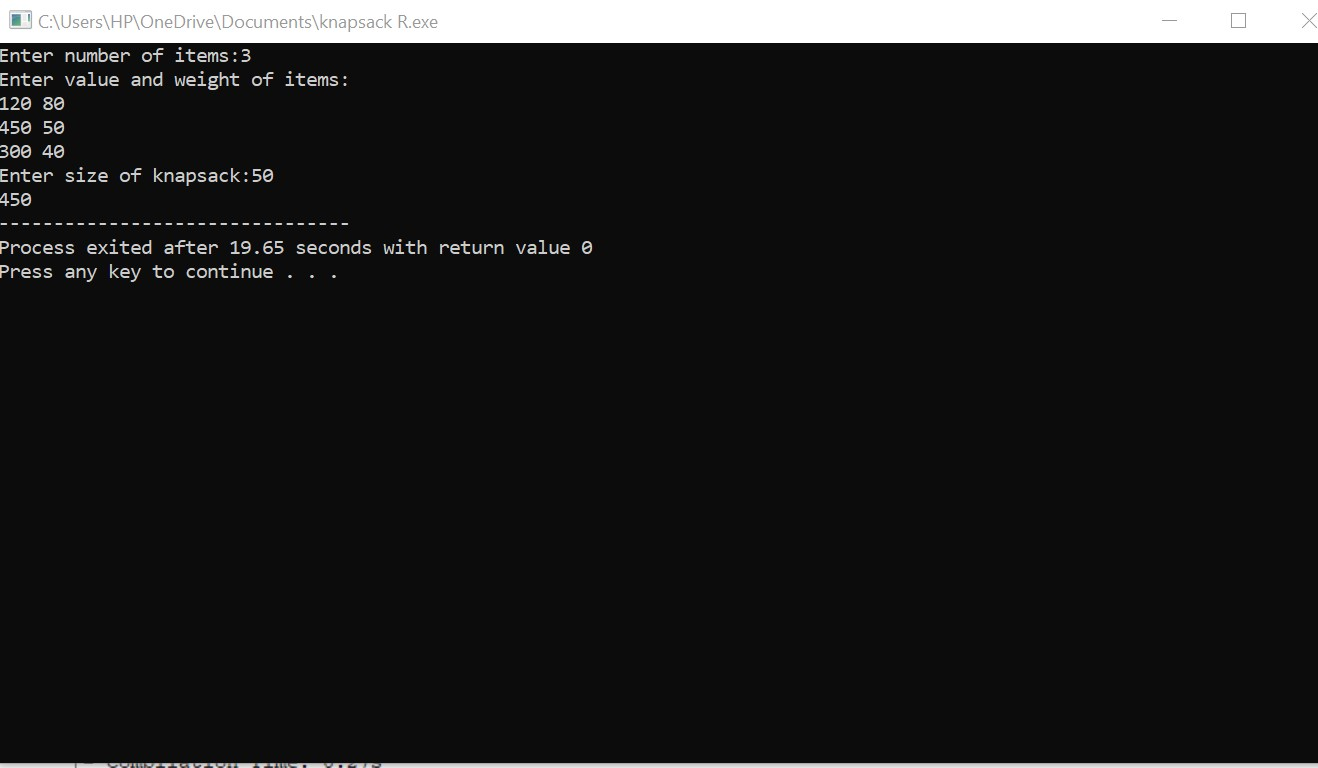 C:\Users\HP\OneDrive\Documents\knapsack R.exe
Enter number of items:3
Enter value and weight of items:
120 80
450 50
300 40
Enter size of knapsack:50
450
--------------------------------
Process exited after 19.65 seconds with return value 0
Press any key to continue . . .